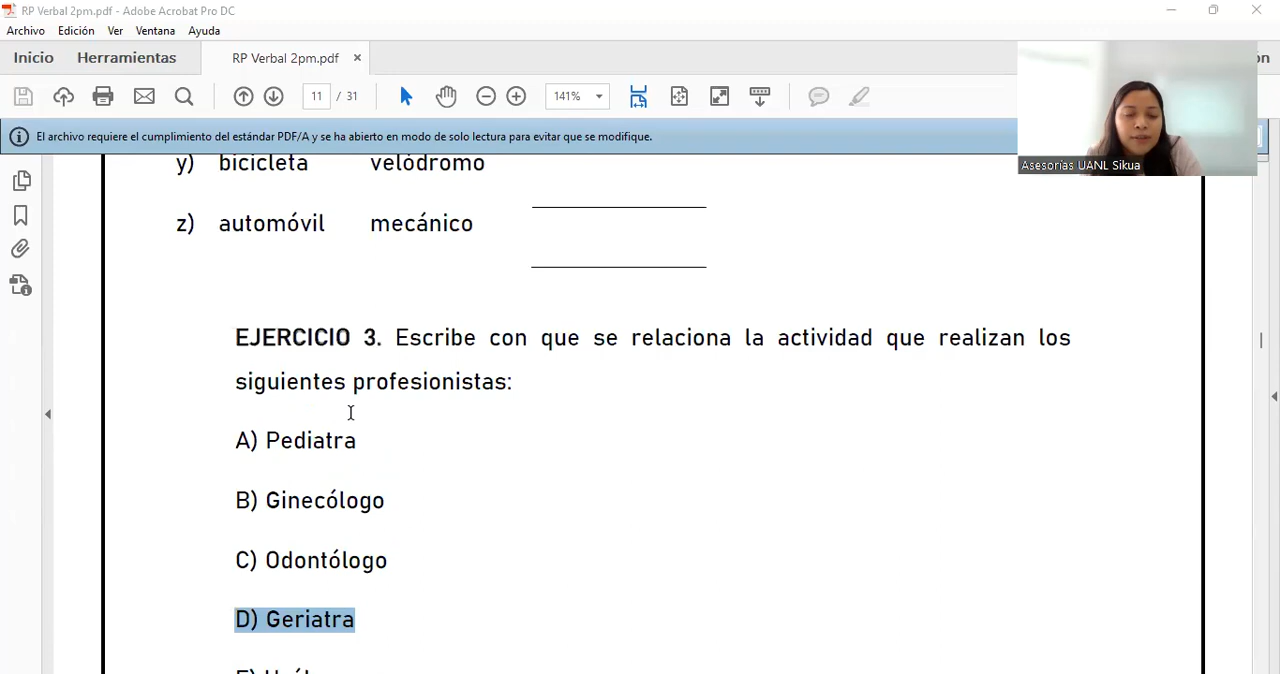 RP Verbal 2pm.pdf - Adobe Acrobat Pro DC
Archivo Edición Ver Ventana Ayuda
Inicio Herramientas RP Verbal 2pm.pdf ×
11 / 31 141%
El archivo requiere el cumplimiento del estándar PDF/A y se ha abierto en modo de solo lectura para evitar que se modifique.
Asesorías UANL Sikua
y) bicicleta velódromo
z) automóvil mecánico
EJERCICIO 3. Escribe con que se relaciona la actividad que realizan los
siguientes profesionistas:
A) Pediatra
B) Ginecólogo
C) Odontólogo
D) Geriatra